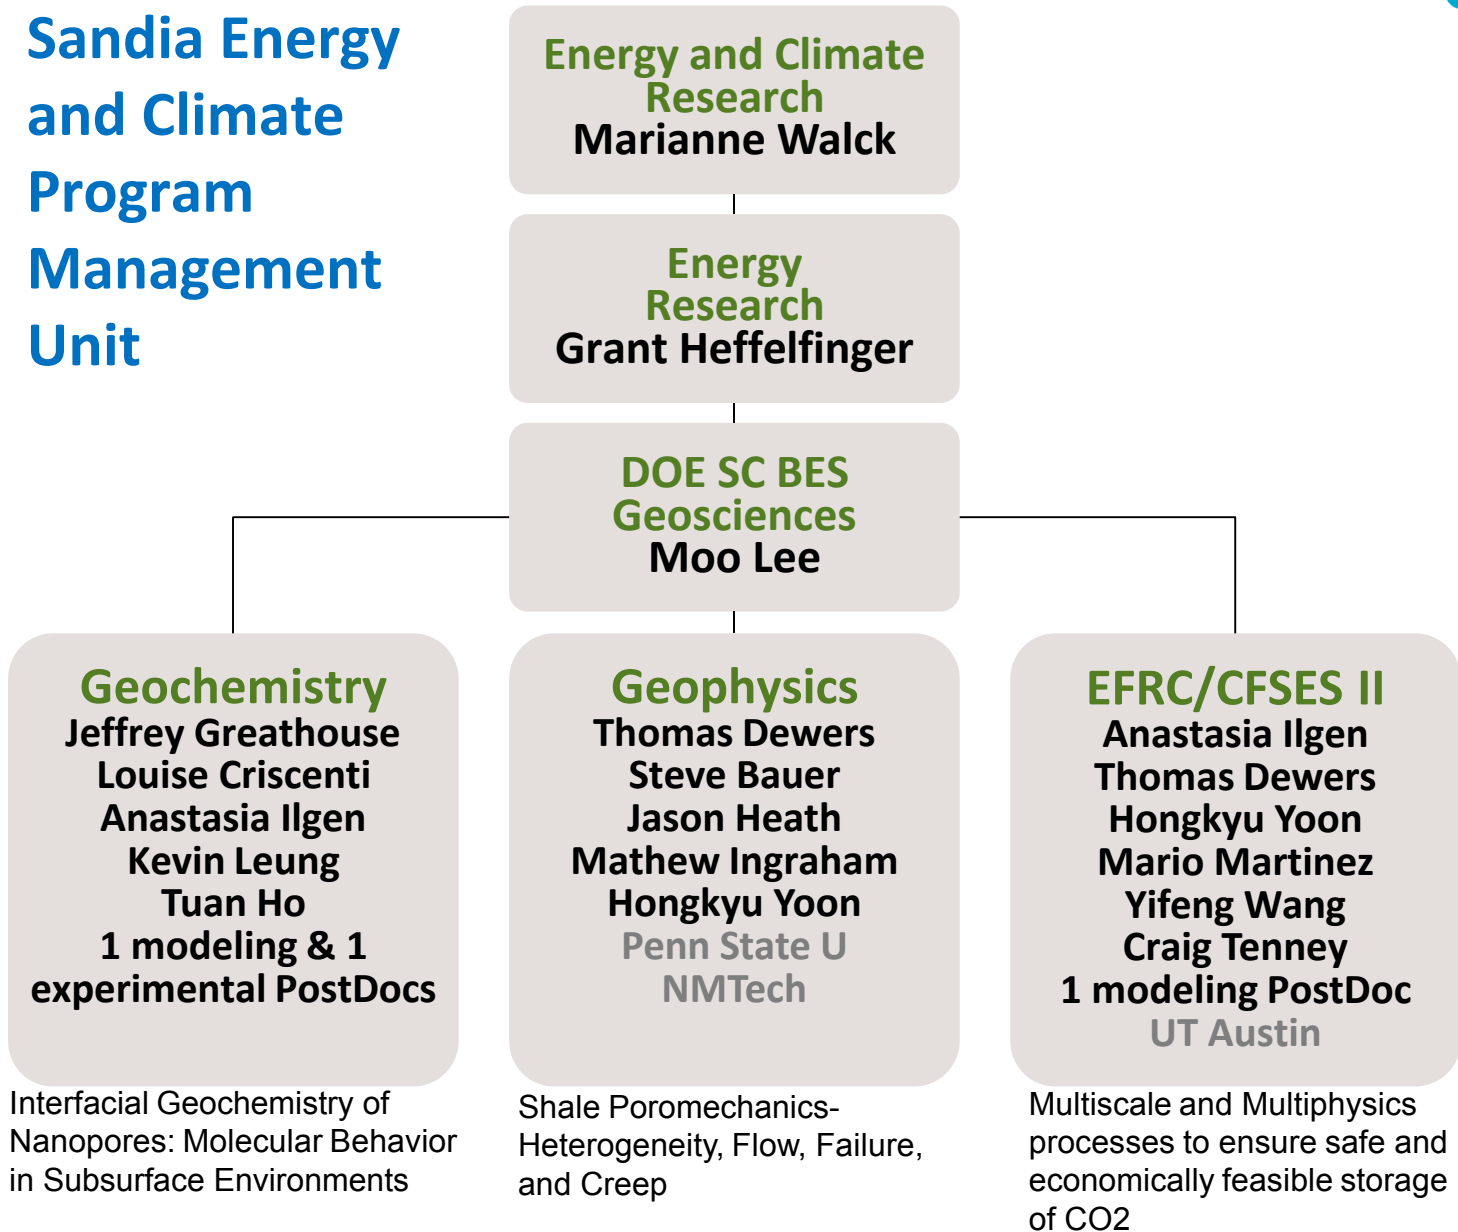 Sandia Energy
and Climate
Program
Management
Unit
Energy and Climate
Research
Marianne Walck
Energy
Research
Grant Heffelfinger
DOE SC BES
Geosciences
Moo Lee
Geochemistry
Jeffrey Greathouse
Louise Criscenti
Anastasia Ilgen
Kevin Leung
Tuan Ho
1 modeling & 1
experimental PostDocs
Interfacial Geochemistry of
Nanopores: Molecular Behavior
in Subsurface Environments
Geophysics
Thomas Dewers
Steve Bauer
Jason Heath
Mathew Ingraham
Hongkyu Yoon
Penn State U
NMTech
Shale Poromechanics-
Heterogeneity, Flow, Failure,
and Creep
EFRC/CFSES II
Anastasia Ilgen
Thomas Dewers
Hongkyu Yoon
Mario Martinez
Yifeng Wang
Craig Tenney
1 modeling PostDoc
UT Austin
Multiscale and Multiphysics
processes to ensure safe and
economically feasible storage
of CO2